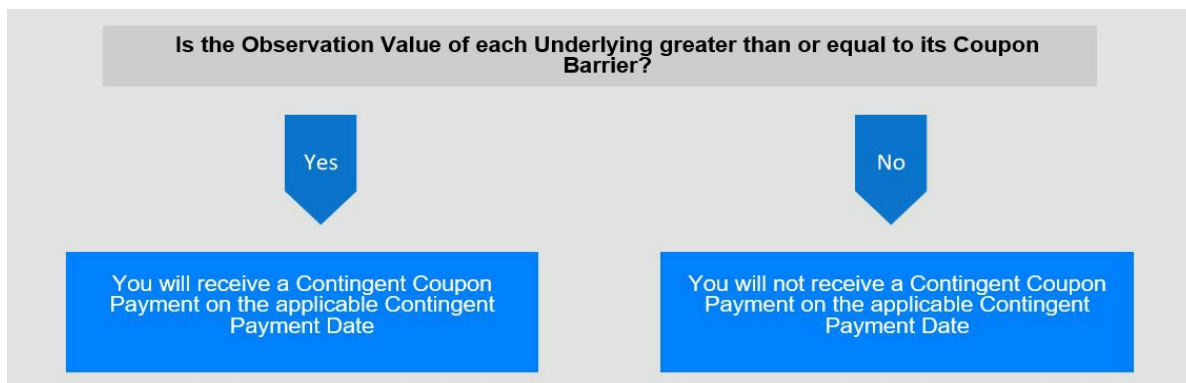 Is the Observation Value of each Underlying greater than or equal to its Coupon
Barrier?
Yes
No
You will receive a Contingent Coupon
Payment on the applicable Contingent
Payment Date
You will not receive a Contingent Coupon
Payment on the applicable Contingent
Payment Date